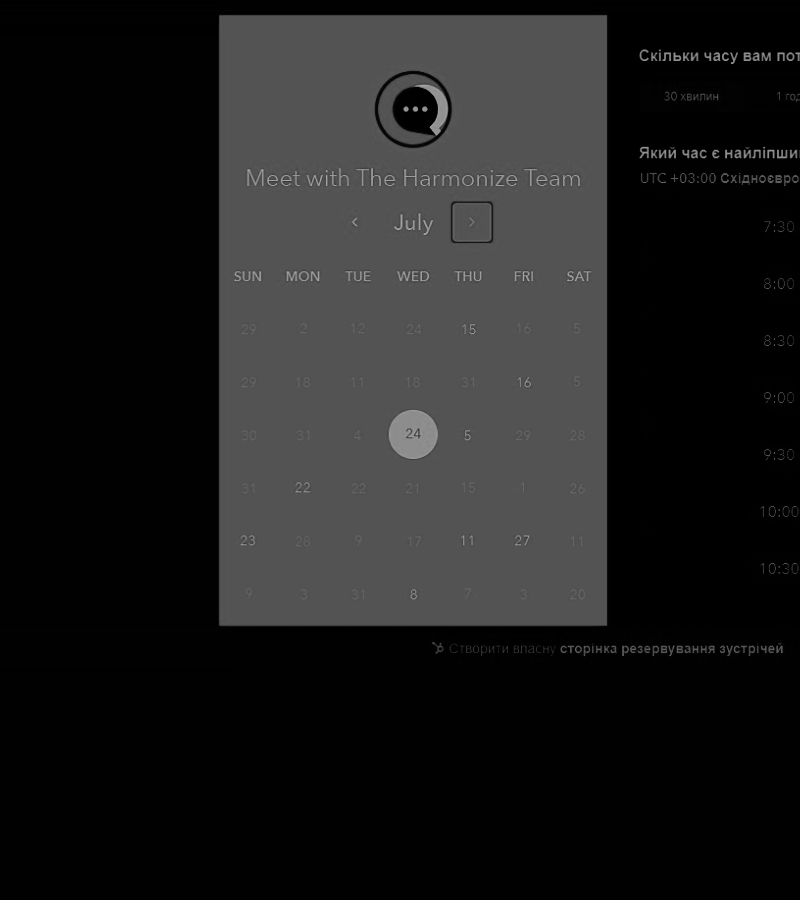 Meet with The Harmonize Team
July
SUN MON TUE WED THU FRI SAT
29 2 12 24 15 16 5
29 18 11 18 31 16 5
30 31 4 24 5 29 28
31 22 22 21 15 1 26
23 28 9 17 11 27 11
9 3 31 8 7 3 20
Скільки часу вам пот
30 хвилин 1 год
Який час є найліпши
UTC +03:00 Східноєвро
7:30
8:00
8:30
9:00
9:30
10:00
10:30
Створити власну сторінка резервування зустрічей